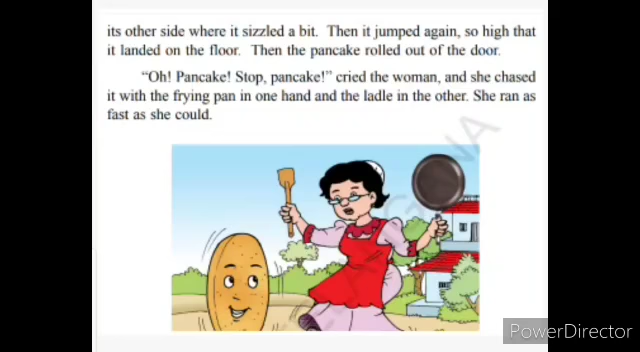 its other side where it sizzled a bit. Then it jumped again, so high that
it landed on the floor. Then the pancake rolled out of the door.
“Oh! Pancake! Stop, pancake!” cried the woman, and she chased
it with the frying pan in one hand and the ladle in the other. She ran as
fast as she could.
PowerDirector